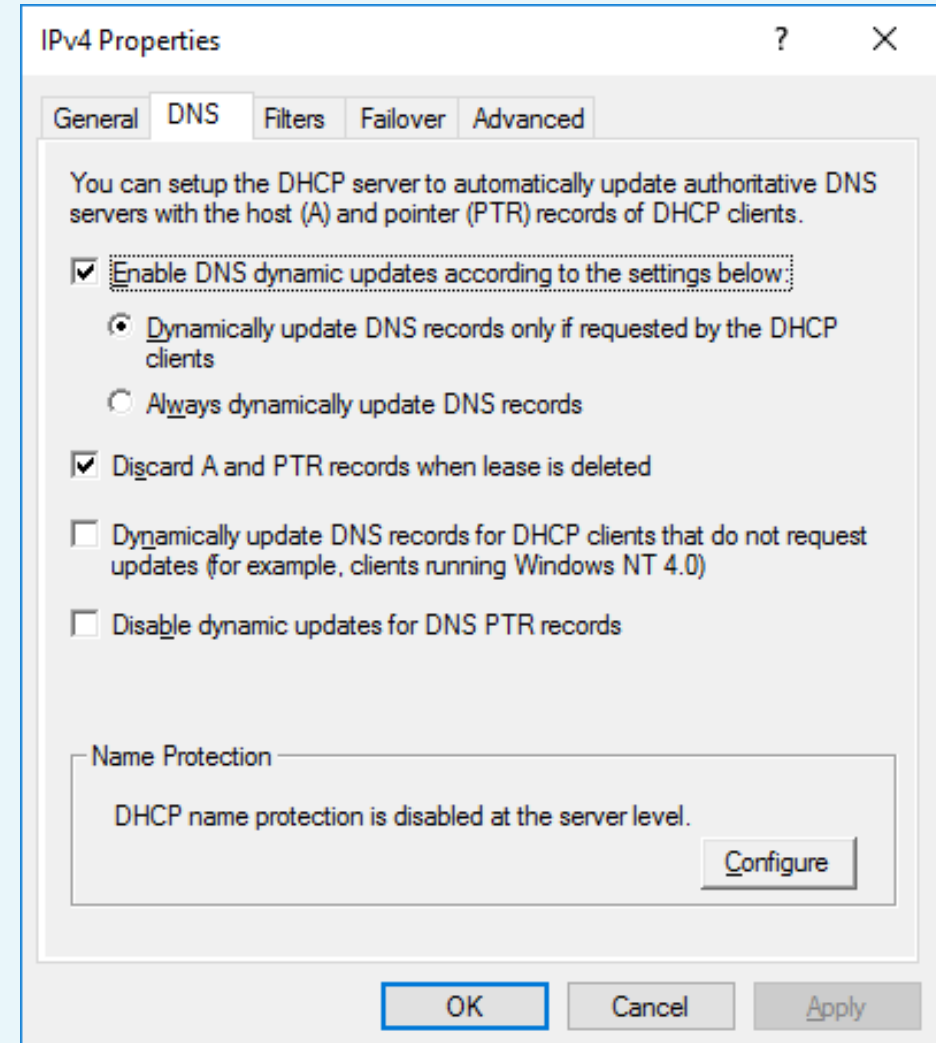 IPv4 Properties
?
General DNS Filters Failover Advanced
You can setup the DHCP server to automatically update authoritative DNS
servers with the host (A) and pointer (PTR) records of DHCP clients.
Enable DNS dynamic updates according to the settings below:
Dynamically update DNS records only if requested by the DHCP
clients
Always dynamically update DNS records
Discard A and PTR records when lease is deleted
Dynamically update DNS records for DHCP clients that do not request
updates (for example, clients running Windows NT 4.0)
Disable dynamic updates for DNS PTR records
Name Protection
DHCP name protection is disabled at the server level.
Configure
OK Cancel Apply